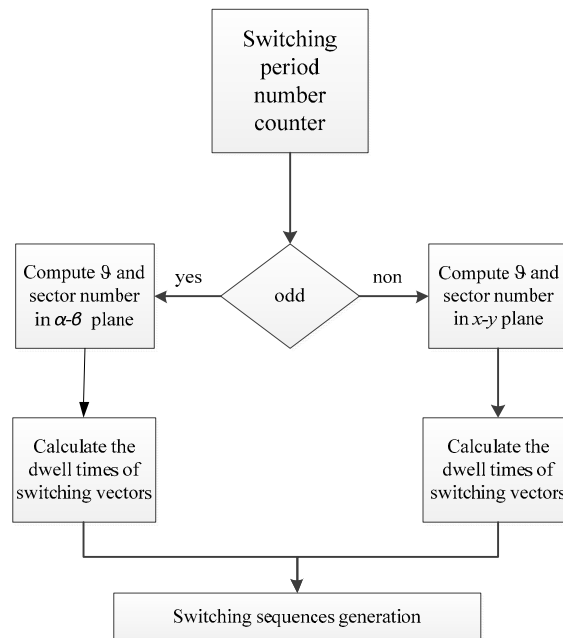 Switching
period
number
counter
yes
odd
non
Compute ϑ and
sector number
in α-β plane
Compute ϑ and
sector number
in x-y plane
Calculate the
dwell times of
switching vectors
Calculate the
dwell times of
switching vectors
Switching sequences generation